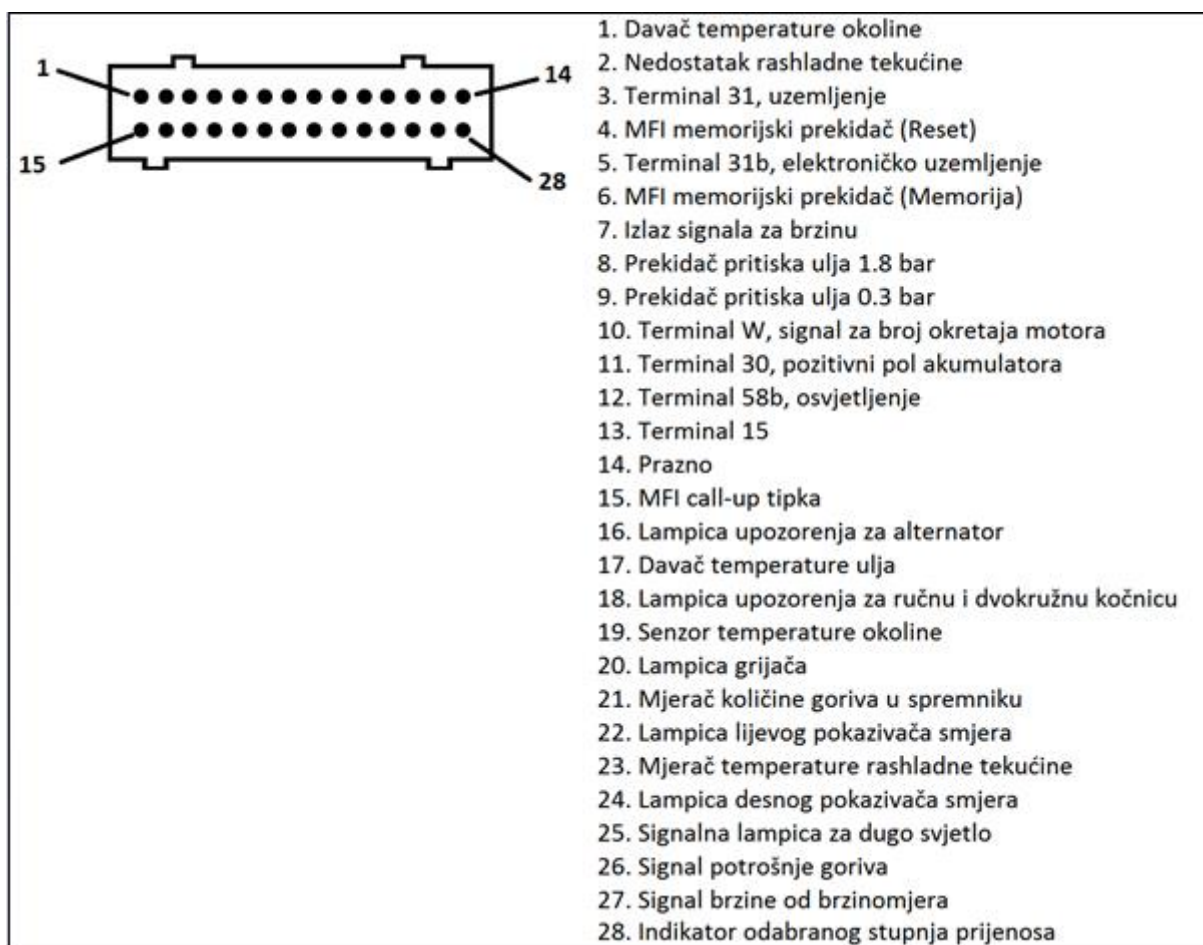 1
14
15
28
1. Davač temperature okoline
2. Nedostatak rashladne tekućine
3. Terminal 31, uzemljenje
4. MFI memorijski prekidač (Reset)
5. Terminal 31b, elektroničko uzemljenje
6. MFI memorijski prekidač (Memorija)
7. Izlaz signala za brzinu
8. Prekidač pritiska ulja 1.8 bar
9. Prekidač pritiska ulja 0.3 bar
10. Terminal W, signal za broj okretaja motora
11. Terminal 30, pozitivni pol akumulatora
12. Terminal 58b, osvjetljenje
13. Terminal 15
14. Prazno
15. MFI call-up tipka
16. Lampica upozorenja za alternator
17. Davač temperature ulja
18. Lampica upozorenja za ručnu i dvokružnu kočnicu
19. Senzor temperature okoline
20. Lampica grijača
21. Mjerač količine goriva u spremniku
22. Lampica lijevog pokazivača smjera
23. Mjerač temperature rashladne tekućine
24. Lampica desnog pokazivača smjera
25. Signalna lampica za dugo svjetlo
26. Signal potrošnje goriva
27. Signal brzine od brzinomjera
28. Indikator odabranog stupnja prijenosa